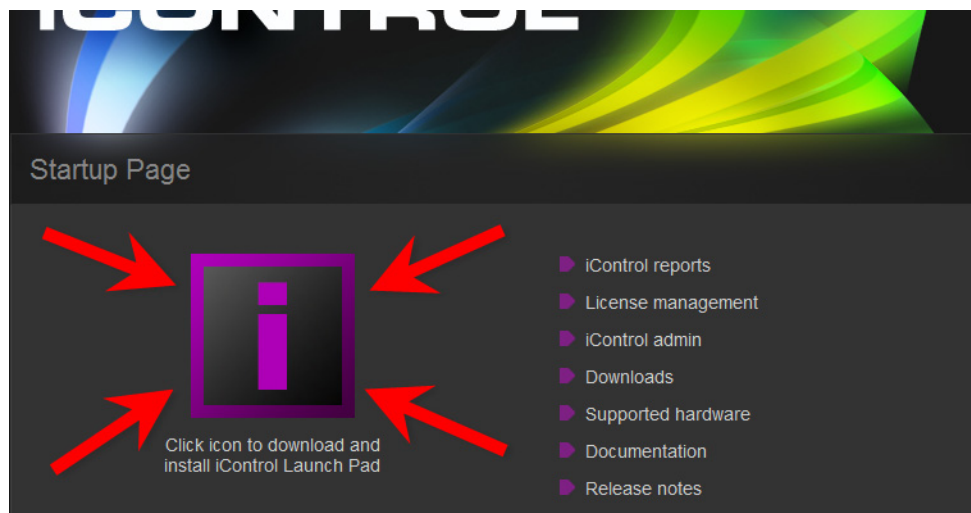 iCONTROL
Startup Page
i
Click icon to download and
install iControl Launch Pad
iControl reports
License management
iControl admin
Downloads
Supported hardware
Documentation
Release notes